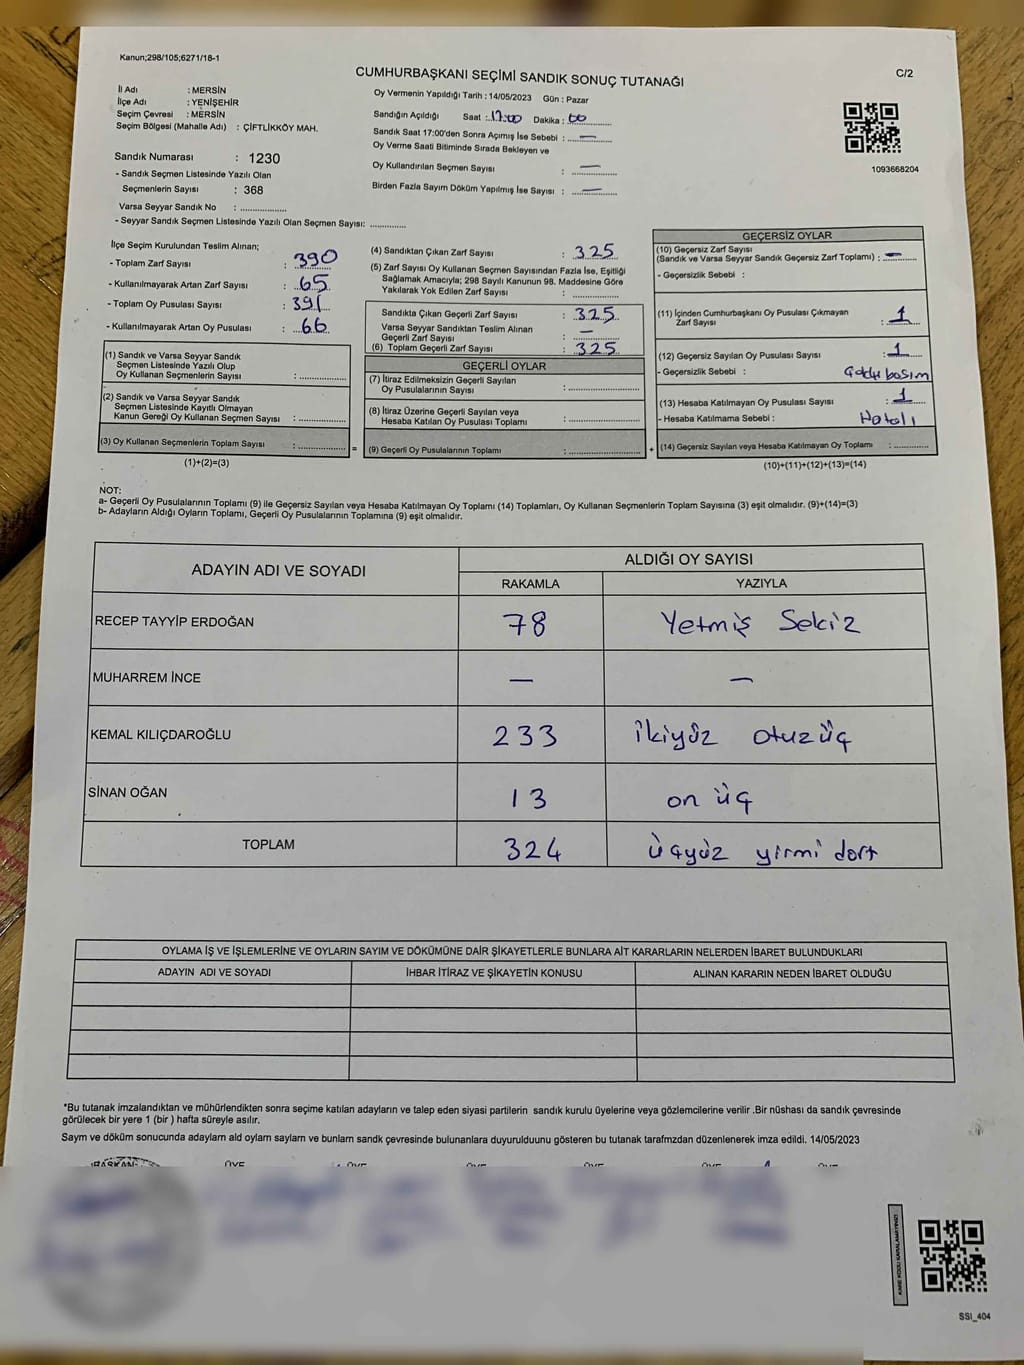 Kanun;298/105;6271/18-1
C/2
CUMHURBAŞKANI SEÇİMİ SANDIK SONUÇ TUTANAĞI
İl Adı : MERSİN
İlçe Adı : YENİŞEHİR
Seçim Çevresi : MERSİN
Seçim Bölgesi (Mahalle Adı) : ÇİFTLİKKÖY MAH.
Sandık Numarası : 1230
- Sandık Seçmen Listesinde Yazılı Olan
Seçmenlerin Sayısı : 368
Varsa Seyyar Sandık No : ...............
- Seyyar Sandık Seçmen Listesinde Yazılı Olan Seçmen Sayısı: ............
Oy Vermenin Yapıldığı Tarih : 14/05/2023 Gün : Pazar
Sandığın Açıldığı Saat : 17:00 Dakika : 00
Sandık Saat 17:00'den Sonra Açımış İse Sebebi : —
Oy Verme Saati Bitiminde Sırada Bekleyen ve
Oy Kullandırılan Seçmen Sayısı : —
Birden Fazla Sayım Döküm Yapılmış İse Sayısı : —
1093668204
İlçe Seçim Kurulundan Teslim Alınan;
- Toplam Zarf Sayısı : 390
- Kullanılmayarak Artan Zarf Sayısı : 65
- Toplam Oy Pusulası Sayısı : 391
- Kullanılmayarak Artan Oy Pusulası : 66
(1) Sandık ve Varsa Seyyar Sandık
Seçmen Listesinde Yazılı Olup
Oy Kullanan Seçmenlerin Sayısı : ...............
(2) Sandık ve Varsa Seyyar Sandık
Seçmen Listesinde Kayıtlı Olmayan
Kanun Gereği Oy Kullanan Seçmen Sayısı : ...............
(3) Oy Kullanan Seçmenlerin Toplam Sayısı : ............... =
(1)+(2)=(3)
(4) Sandıktan Çıkan Zarf Sayısı : 325
(5) Zarf Sayısı Oy Kullanan Seçmen Sayısından Fazla İse, Eşitliği
Sağlamak Amacıyla; 298 Sayılı Kanunun 98. Maddesine Göre
Yakılarak Yok Edilen Zarf Sayısı : ...............
Sandıkta Çıkan Geçerli Zarf Sayısı : 325
Varsa Seyyar Sandıktan Teslim Alınan
Geçerli Zarf Sayısı : —
(6) Toplam Geçerli Zarf Sayısı : 325
GEÇERLİ OYLAR
(7) İtiraz Edilmeksizin Geçerli Sayılan
Oy Pusulalarının Sayısı : ...............
(8) İtiraz Üzerine Geçerli Sayılan veya
Hesaba Katılan Oy Pusulası Toplamı : ...............
(9) Geçerli Oy Pusulalarının Toplamı : ............... +
GEÇERSİZ OYLAR
(10) Geçersiz Zarf Sayısı
(Sandık ve Varsa Seyyar Sandık Geçersiz Zarf Toplamı) : —
- Geçersizlik Sebebi :
(11) İçinden Cumhurbaşkanı Oy Pusulası Çıkmayan
Zarf Sayısı : 1
(12) Geçersiz Sayılan Oy Pusulası Sayısı : 1
- Geçersizlik Sebebi :
(13) Hesaba Katılmayan Oy Pusulası Sayısı : 1
- Hesaba Katılmama Sebebi : Hatalı
(14) Geçersiz Sayılan veya Hesaba Katılmayan Oy Toplamı : ............
(10)+(11)+(12)+(13)=(14)
NOT:
a- Geçerli Oy Pusulalarının Toplamı (9) ile Geçersiz Sayılan veya Hesaba Katılmayan Oy Toplamı (14) Toplamları, Oy Kullanan Seçmenlerin Toplam Sayısına (3) eşit olmalıdır. (9)+(14)=(3)
b- Adayların Aldığı Oyların Toplamı, Geçerli Oy Pusulalarının Toplamına (9) eşit olmalıdır.
ADAYIN ADI VE SOYADI ALDIĞI OY SAYISI
RAKAMLA YAZIYLA
RECEP TAYYİP ERDOĞAN 78 Yetmiş Sekiz
MUHARREM İNCE — —
KEMAL KILIÇDAROĞLU 233 İkiyüz otuzüç
SİNAN OĞAN 13 on üç
TOPLAM 324 üçyüz yirmi dört
OYLAMA İŞ VE İŞLEMLERİNE VE OYLARIN SAYIM VE DÖKÜMÜNE DAİR ŞİKAYETLERLE BUNLARA AİT KARARLARIN NELERDEN İBARET BULUNDUKLARI
ADAYIN ADI VE SOYADI İHBAR İTİRAZ VE ŞİKAYETİN KONUSU ALINAN KARARIN NEDEN İBARET OLDUĞU
*Bu tutanak imzalandıktan ve mühürlendikten sonra seçime katılan adayların ve talep eden siyasi partilerin sandık kurulu üyelerine veya gözlemcilerine verilir .Bir nüshası da sandık çevresinde
görülecek bir yere 1 (bir ) hafta süreyle asılır.
Sayım ve döküm sonucunda adayların ald oyların sayların ve bunların sandk çevresinde bulunanlara duyurulduunu gösteren bu tutanak tarafmzdan düzenlenerek imza edildi. 14/05/2023
BAŞKAN ÜYE ÜYE ÜYE ÜYE ÜYE ÜYE
KARE KODU KARALAMAYINIZ!
SSI_404